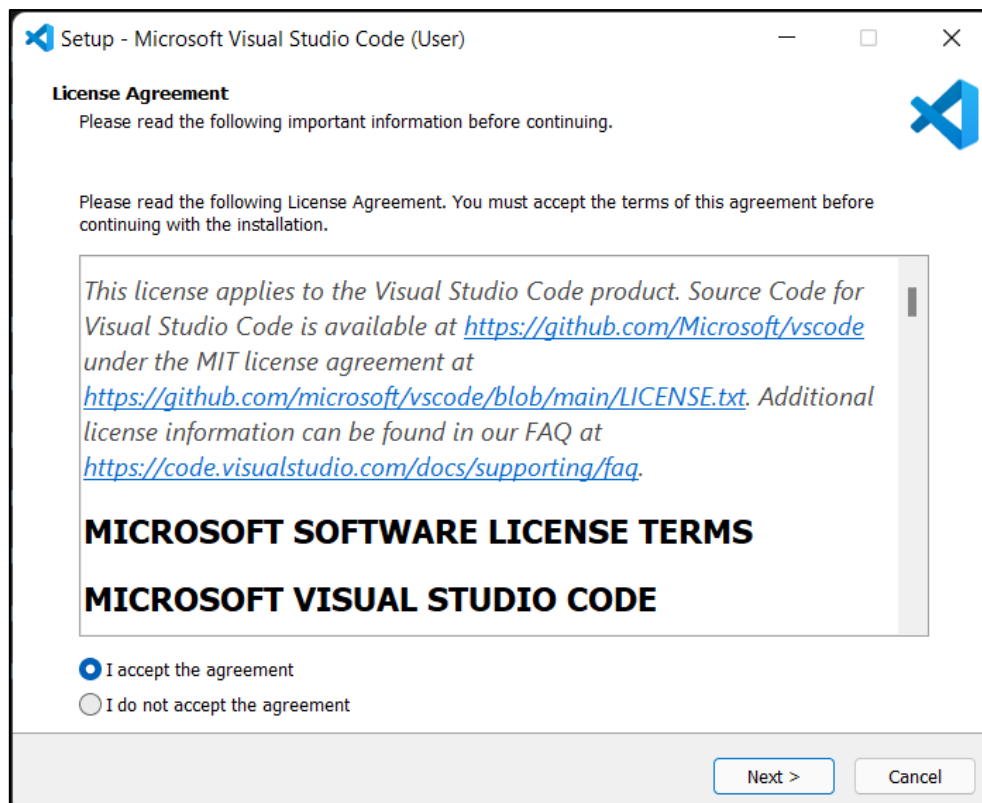 Setup - Microsoft Visual Studio Code (User)
License Agreement
Please read the following important information before continuing.
Please read the following License Agreement. You must accept the terms of this agreement before
continuing with the installation.
This license applies to the Visual Studio Code product. Source Code for
Visual Studio Code is available at https://github.com/Microsoft/vscode
under the MIT license agreement at
https://github.com/microsoft/vscode/blob/main/LICENSE.txt. Additional
license information can be found in our FAQ at
https://code.visualstudio.com/docs/supporting/faq.
MICROSOFT SOFTWARE LICENSE TERMS
MICROSOFT VISUAL STUDIO CODE
I accept the agreement
I do not accept the agreement
Next >
Cancel